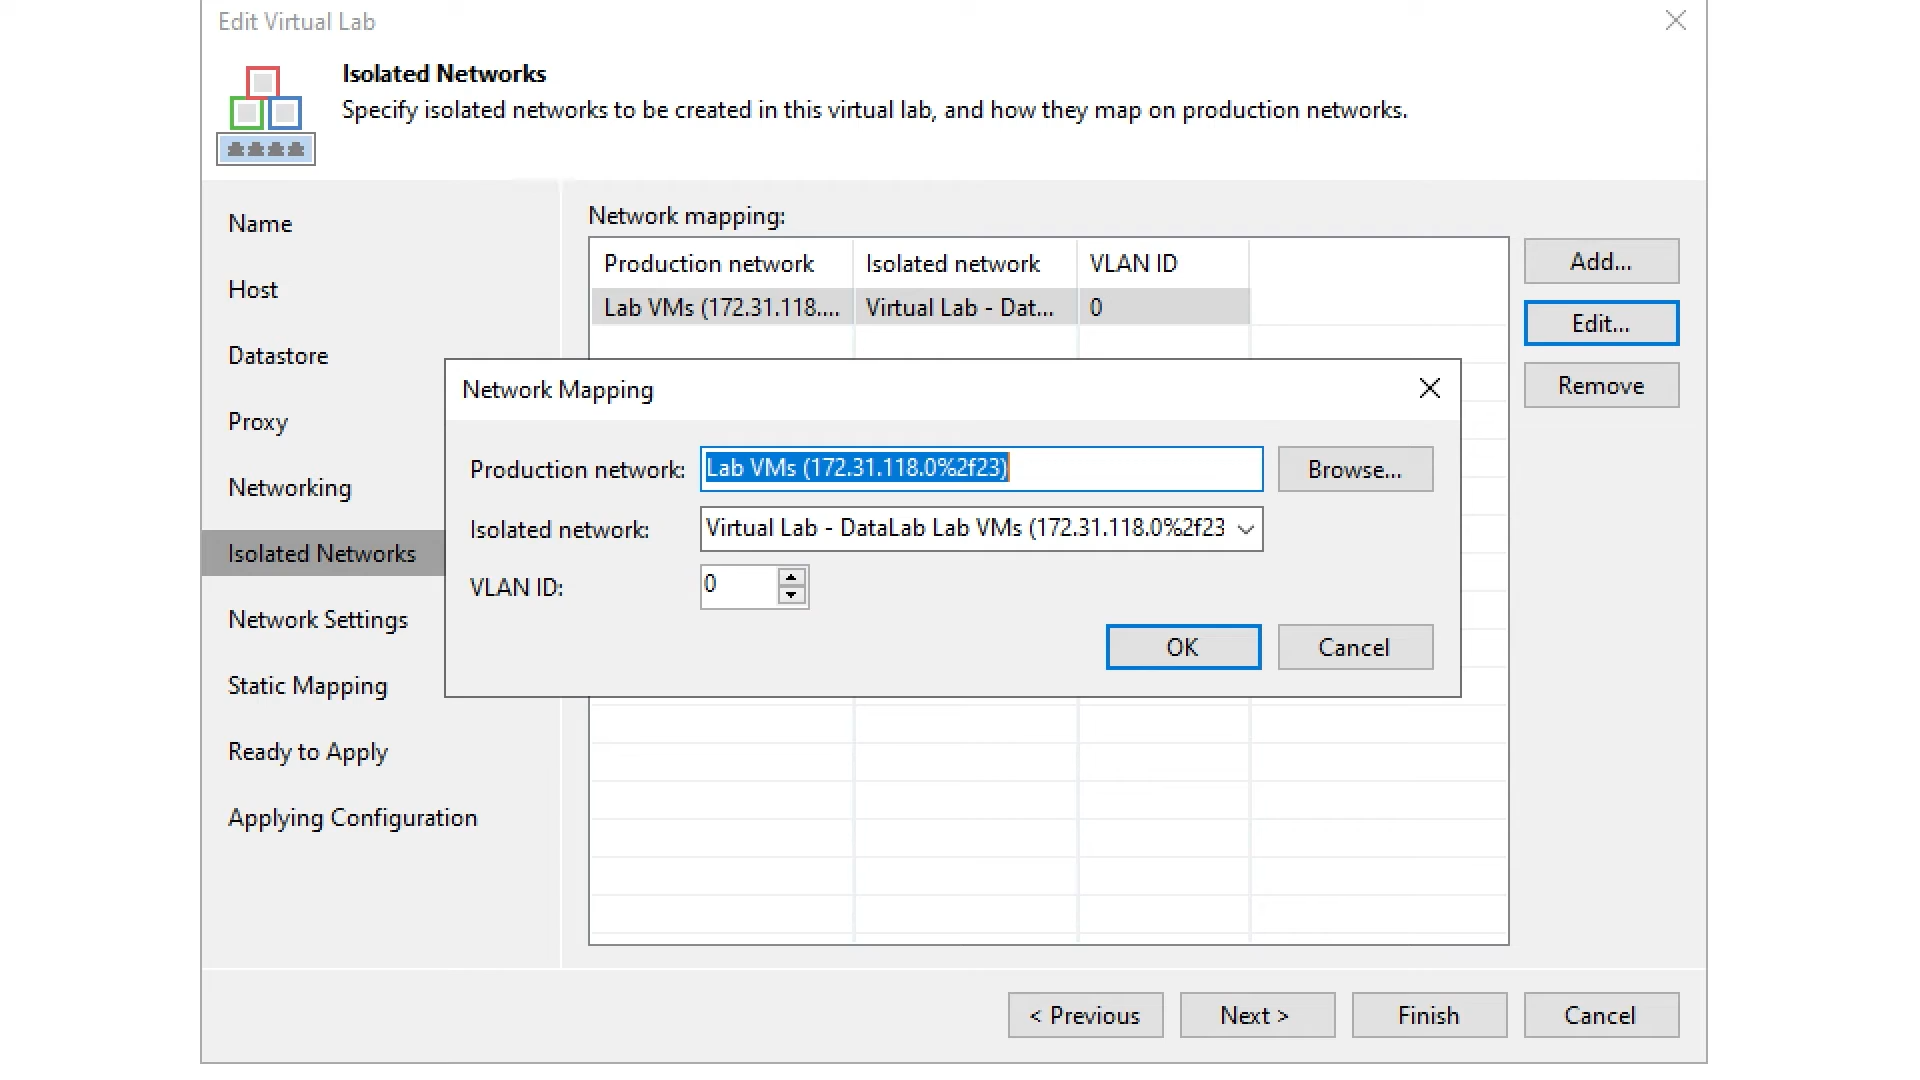 Edit Virtual Lab
Isolated Networks
Specify isolated networks to be created in this virtual lab, and how they map on production networks.
Name
Host
Datastore
Proxy
Networking
Isolated Networks
Network Settings
Static Mapping
Ready to Apply
Applying Configuration
Network mapping:
Production network Isolated network VLAN ID
Lab VMs (172.31.118.... Virtual Lab - Dat... 0
Add...
Edit...
Remove
Network Mapping
Production network: Lab VMs (172.31.118.0%2f23) Browse...
Isolated network: Virtual Lab - DataLab Lab VMs (172.31.118.0%2f23
VLAN ID: 0
OK Cancel
< Previous Next > Finish Cancel